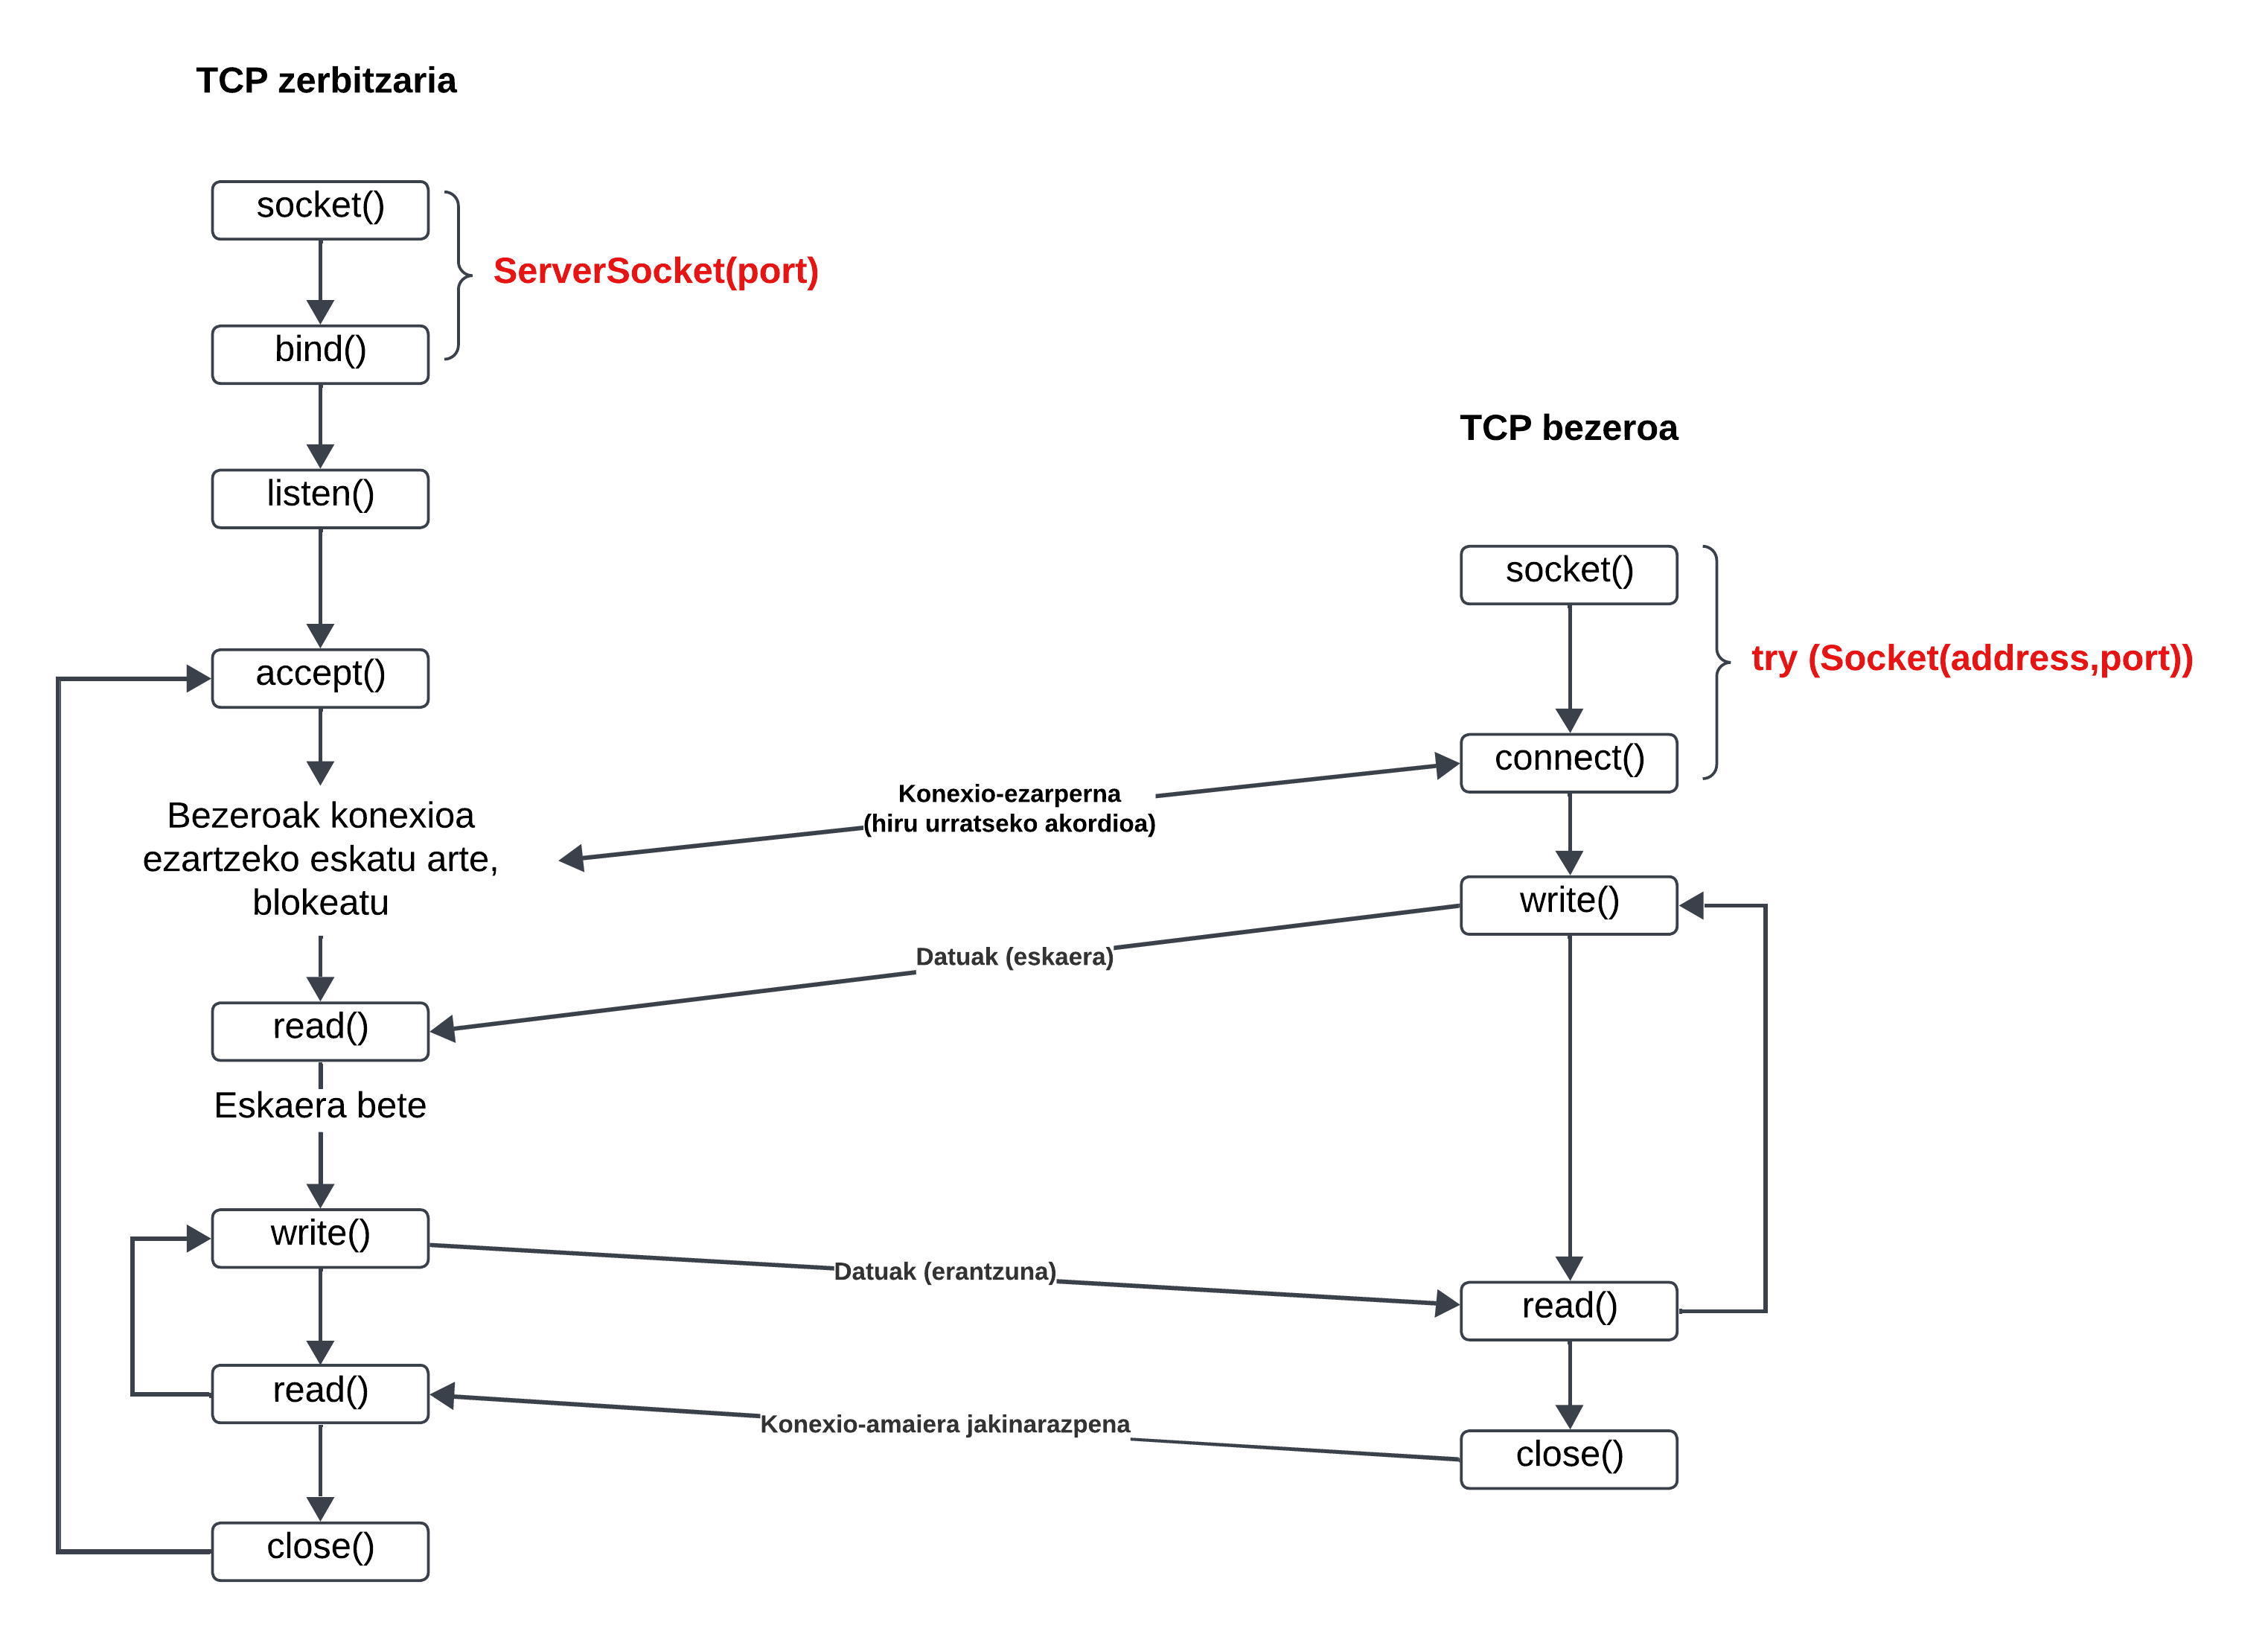 TCP zerbitzaria
socket()
ServerSocket(port)
bind()
listen()
accept()
Bezeroak konexioa
ezartzeko eskatu arte,
blokeatu
read()
Eskaera bete
write()
read()
close()
TCP bezeroa
socket()
try (Socket(address,port))
connect()
write()
read()
close()
Konexio-ezarperna
(hiru urratseko akordioa)
Datuak (eskaera)
Datuak (erantzuna)
Konexio-amaiera jakinarazpena